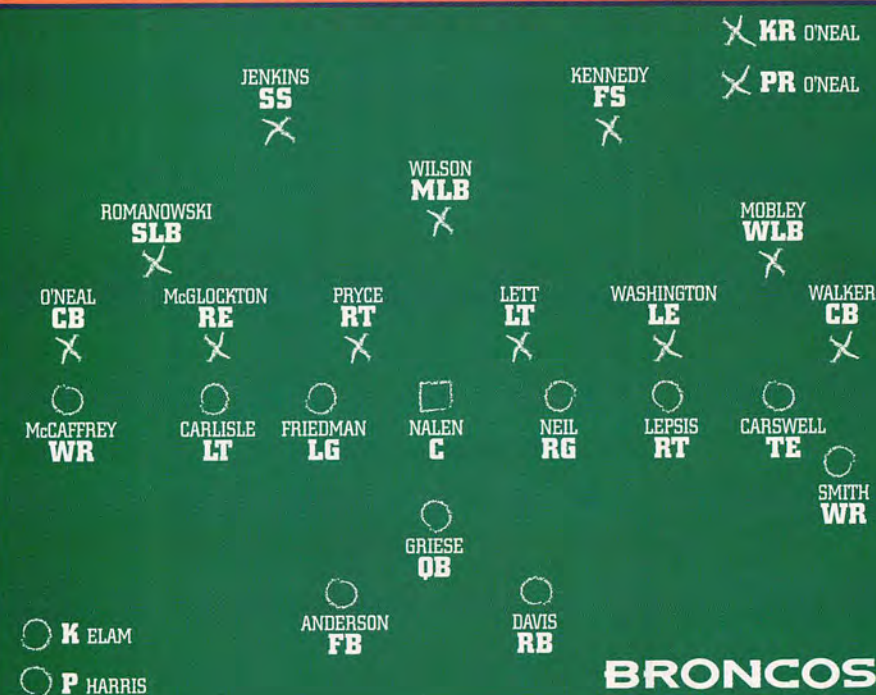 KR O'NEAL
PR O'NEAL
JENKINS
SS
KENNEDY
FS
WILSON
MLB
ROMANOWSKI
SLB
MOBLEY
WLB
O'NEAL
CB
McGLOCKTON
RE
PRYCE
RT
LETT
LT
WASHINGTON
LE
WALKER
CB
McCAFFREY
WR
CARLISLE
LT
FRIEDMAN
LG
NALEN
C
NEIL
RG
LEPSIS
RT
CARSWELL
TE
SMITH
WR
GRIESE
QB
ANDERSON
FB
DAVIS
RB
K ELAM
P HARRIS
BRONCOS